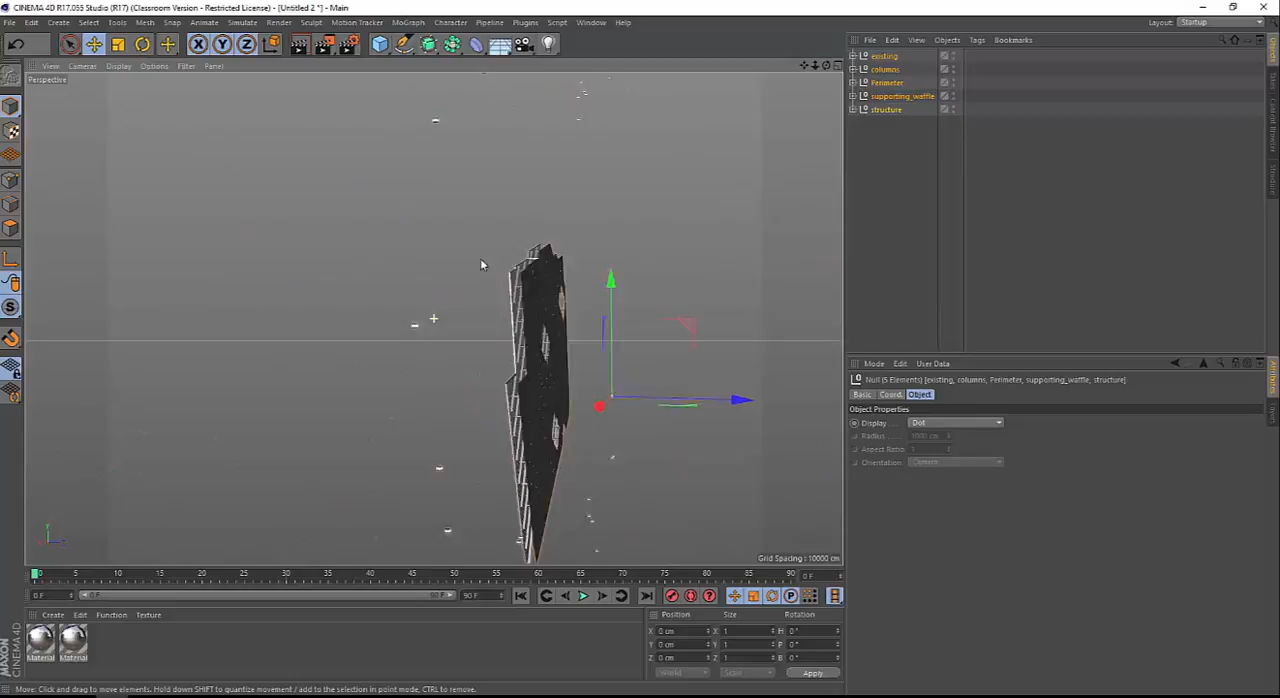 CINEMA 4D R17.055 Studio (R17) (Classroom Version - Restricted License) - [Untitled 2 *] - Main
File Edit Create Select Tools Mesh Snap Animate Simulate Render Sculpt Motion Tracker MoGraph Character Pipeline Plugins Script Window Help
Layout: Startup
X Y Z
View Cameras Display Options Filter Panel
Perspective
Grid Spacing : 10000 cm
File Edit View Objects Tags Bookmarks
existing
columns
Perimeter
supporting_waffle
structure
Mode Edit User Data
Null (5 Elements) [existing, columns, Perimeter, supporting_waffle, structure]
Basic Coord. Object
Object Properties
Display Dot
Radius 1000 cm
Aspect Ratio 1
Orientation Camera
0 5 10 15 20 25 30 35 40 45 50 55 60 65 70 75 80 85 90 0 F
0 F 0 F 90 F 90 F
Create Edit Function Texture
Material Material
Position Size Rotation
X 0 cm X 1 H 0 °
Y 0 cm Y 1 P 0 °
Z 0 cm Z 1 B 0 °
World Apply
MAXON CINEMA 4D
Move: Click and drag to move elements. Hold down SHIFT to quantize movement / add to the selection in point mode, CTRL to remove.